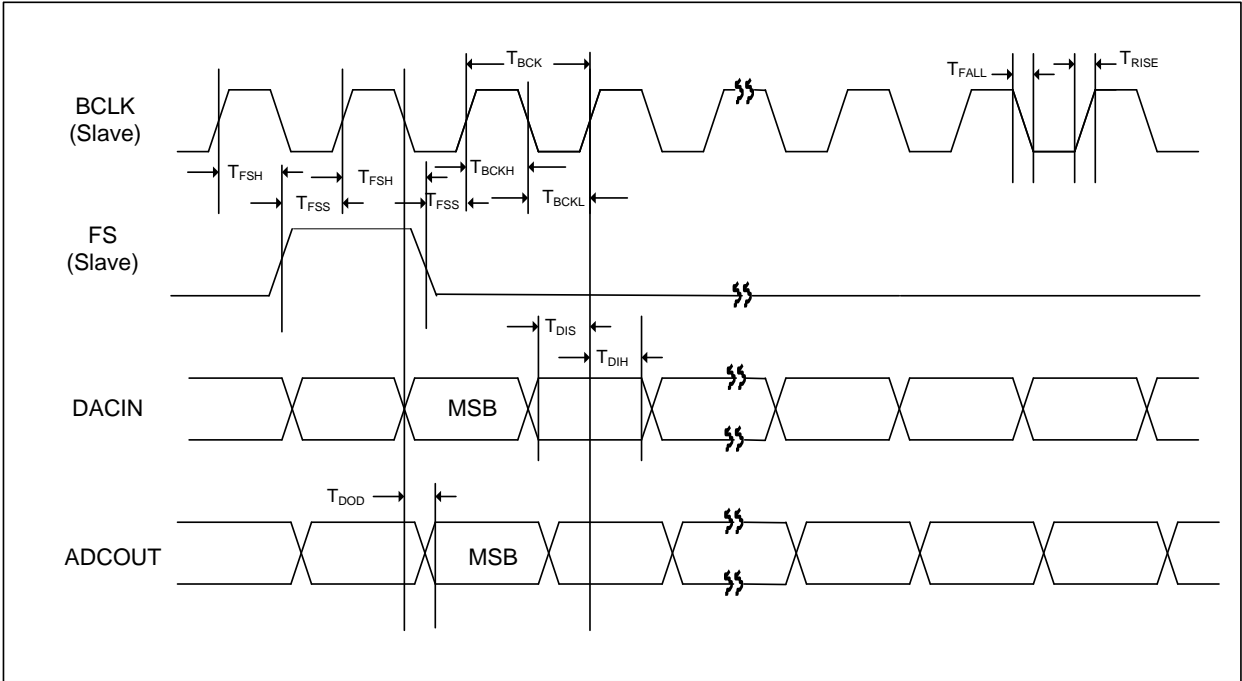 T_BCK
T_FALL
T_RISE
BCLK
(Slave)
T_FSH
T_FSH
T_BCKH
T_FSS
T_FSS
T_BCKL
FS
(Slave)
T_DIS
T_DIH
DACIN
MSB
T_DOD
ADCOUT
MSB